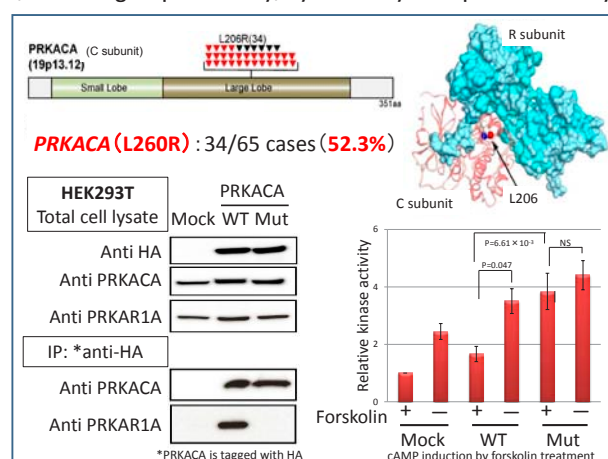 L206R(34)
PRKACA (C subunit)
(19p13.12)
Small Lobe
Large Lobe
351aa
PRKACA(L260R) : 34/65 cases (52.3%)
R subunit
L206
C subunit
HEK293T
Total cell lysate
PRKACA
Mock WT Mut
Anti HA
Anti PRKACA
Anti PRKAR1A
IP: *anti-HA
Anti PRKACA
Anti PRKAR1A
*PRKACA is tagged with HA
Relative kinase activity
6
4
2
0
P=6.61×10-3
P=0.047
NS
Forskolin + — + — + —
Mock WT Mut
cAMP induction by forskolin treatment